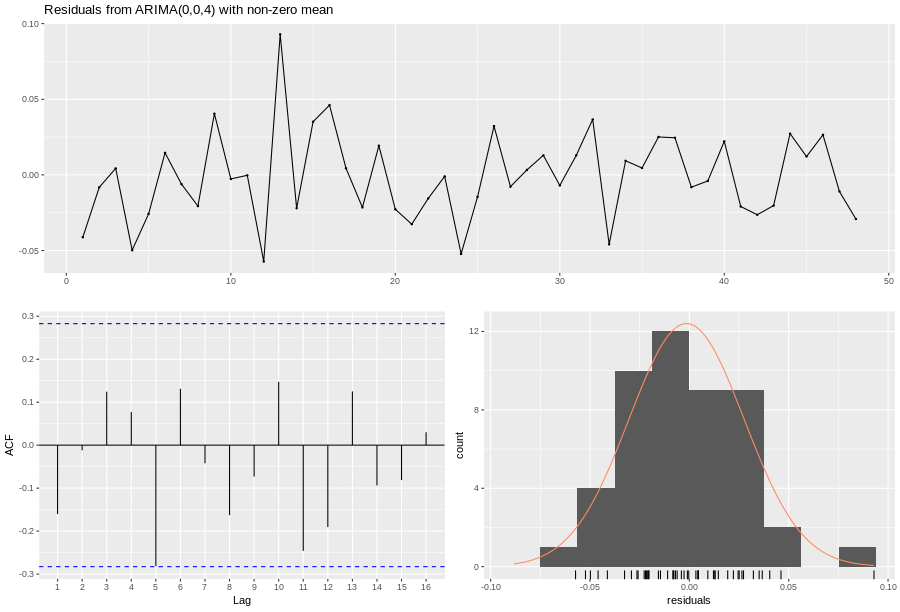 Residuals from ARIMA(0,0,4) with non-zero mean
0.10
0.05
0.00
-0.05
0 10 20 30 40 50
ACF
0.3
0.2
0.1
0.0
-0.1
-0.2
-0.3
1 2 3 4 5 6 7 8 9 10 11 12 13 14 15 16
Lag
count
12
8
4
0
-0.10 -0.05 0.00 0.05 0.10
residuals